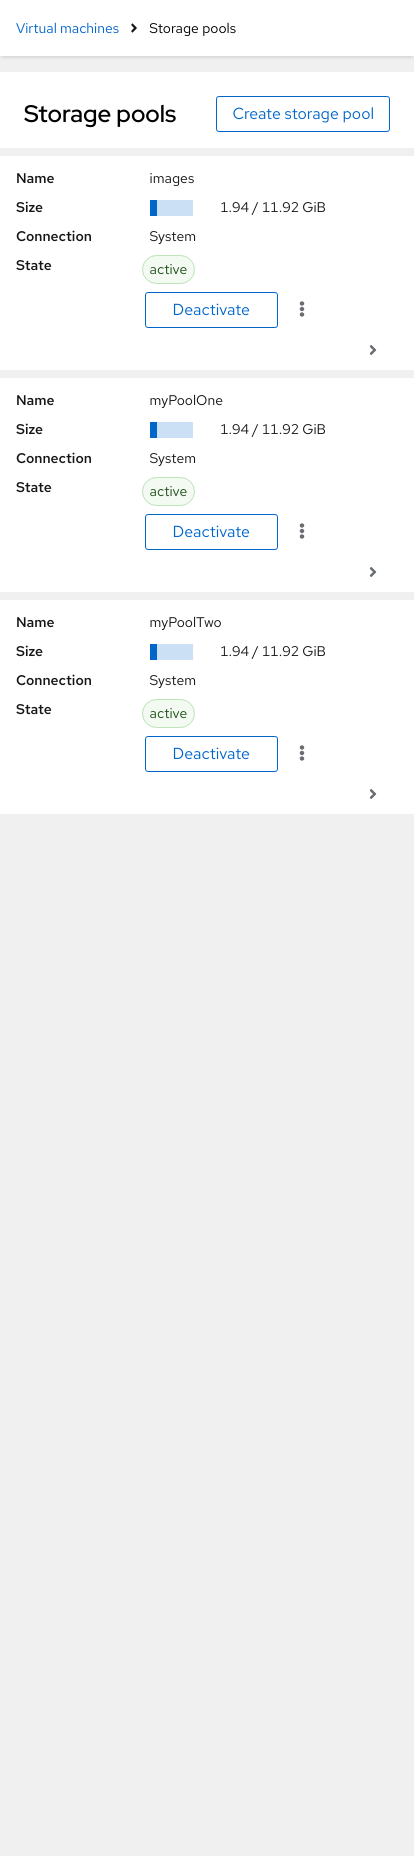 Virtual machines Storage pools
Storage pools Create storage pool
Name images
Size 1.94 / 11.92 GiB
Connection System
State active
Deactivate
Name myPoolOne
Size 1.94 / 11.92 GiB
Connection System
State active
Deactivate
Name myPoolTwo
Size 1.94 / 11.92 GiB
Connection System
State active
Deactivate